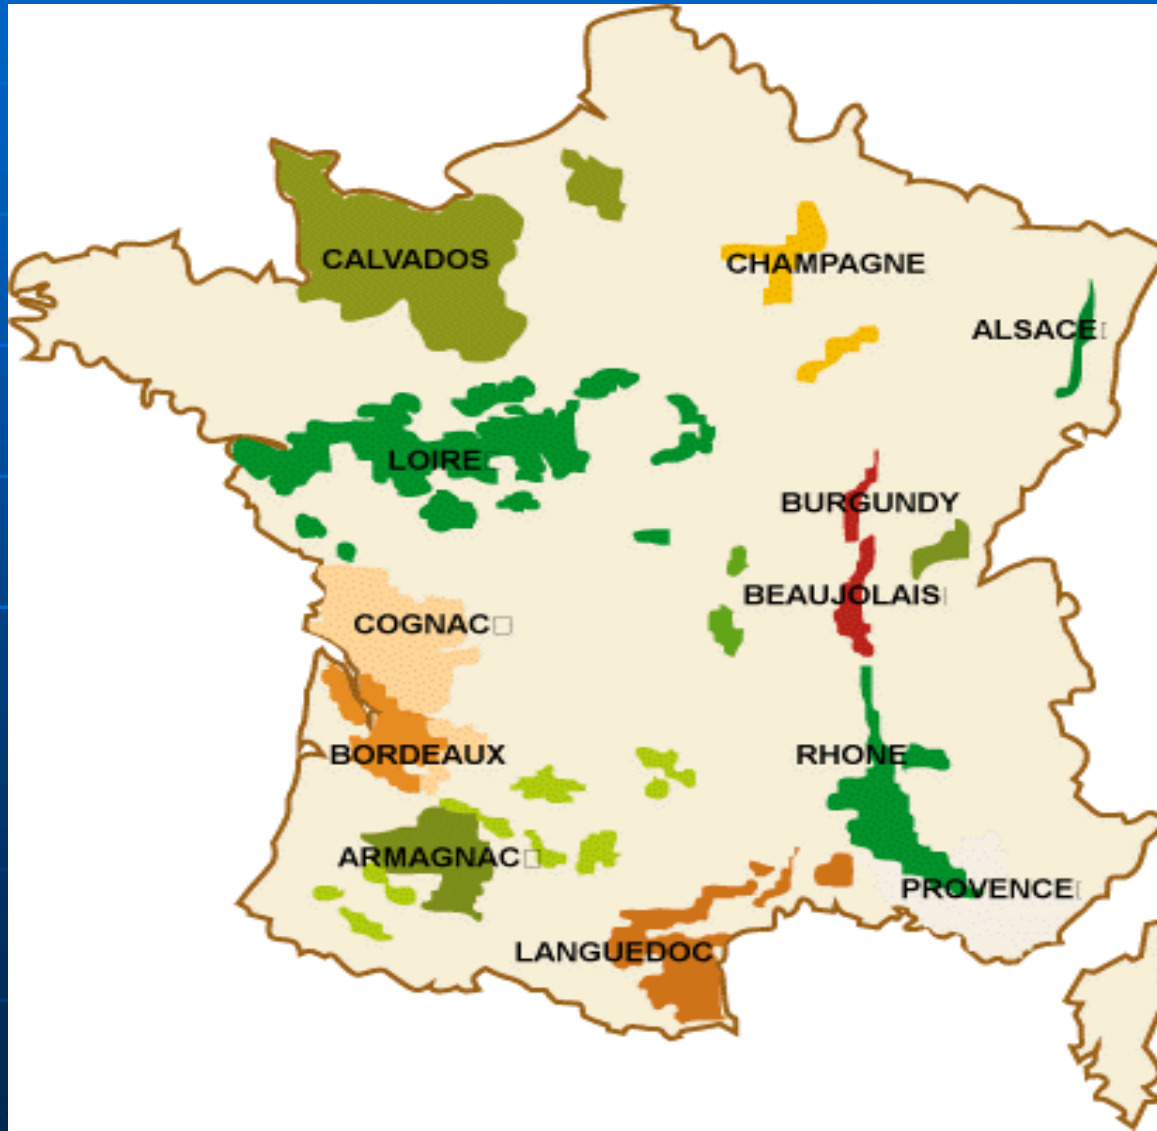 CALVADOS
CHAMPAGNE
ALSACE
LOIRE
BURGUNDY
BEAUJOLAIS
COGNAC
BORDEAUX
RHONE
ARMAGNAC
PROVENCE
LANGUEDOC